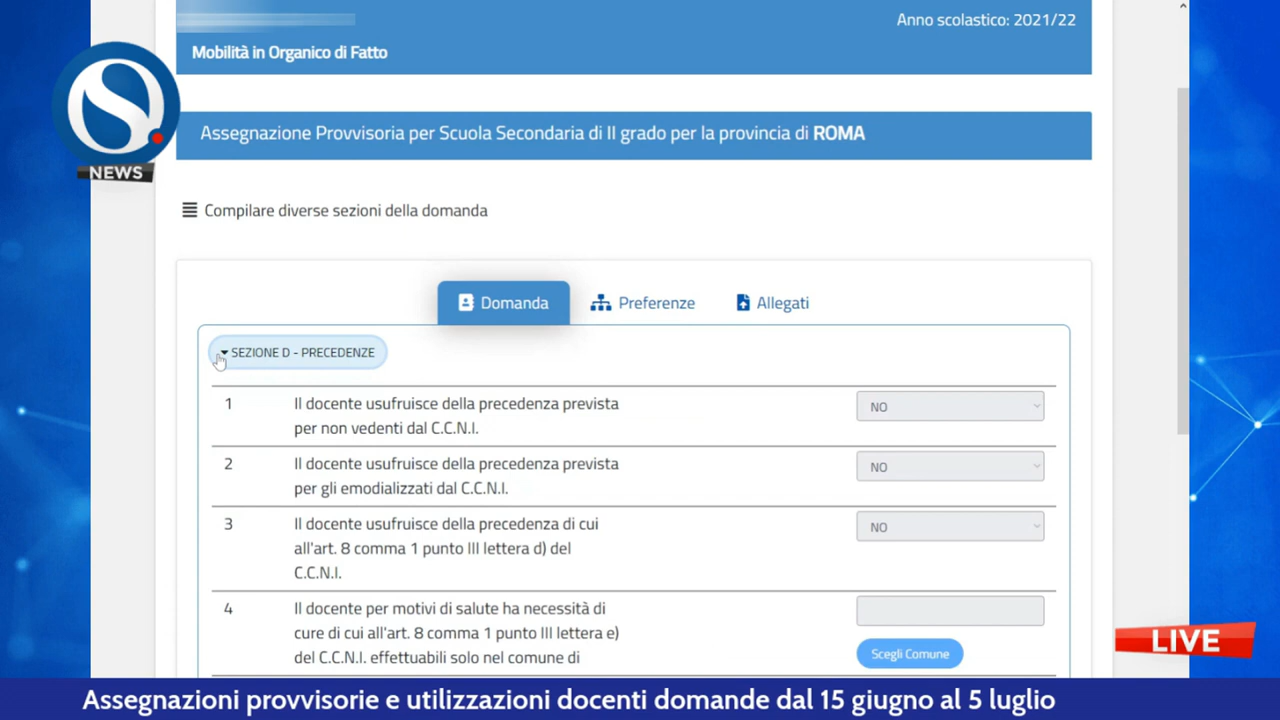 Anno scolastico: 2021/22
Mobilità in Organico di Fatto
NEWS
Assegnazione Provvisoria per Scuola Secondaria di II grado per la provincia di ROMA
Compilare diverse sezioni della domanda
Domanda Preferenze Allegati
SEZIONE D - PRECEDENZE
1 Il docente usufruisce della precedenza prevista NO
per non vedenti dal C.C.N.I.
2 Il docente usufruisce della precedenza prevista NO
per gli emodializzati dal C.C.N.I.
3 Il docente usufruisce della precedenza di cui NO
all'art. 8 comma 1 punto III lettera d) del
C.C.N.I.
4 Il docente per motivi di salute ha necessità di
cure di cui all'art. 8 comma 1 punto III lettera e)
del C.C.N.I. effettuabili solo nel comune di Scegli Comune
LIVE
Assegnazioni provvisorie e utilizzazioni docenti domande dal 15 giugno al 5 luglio